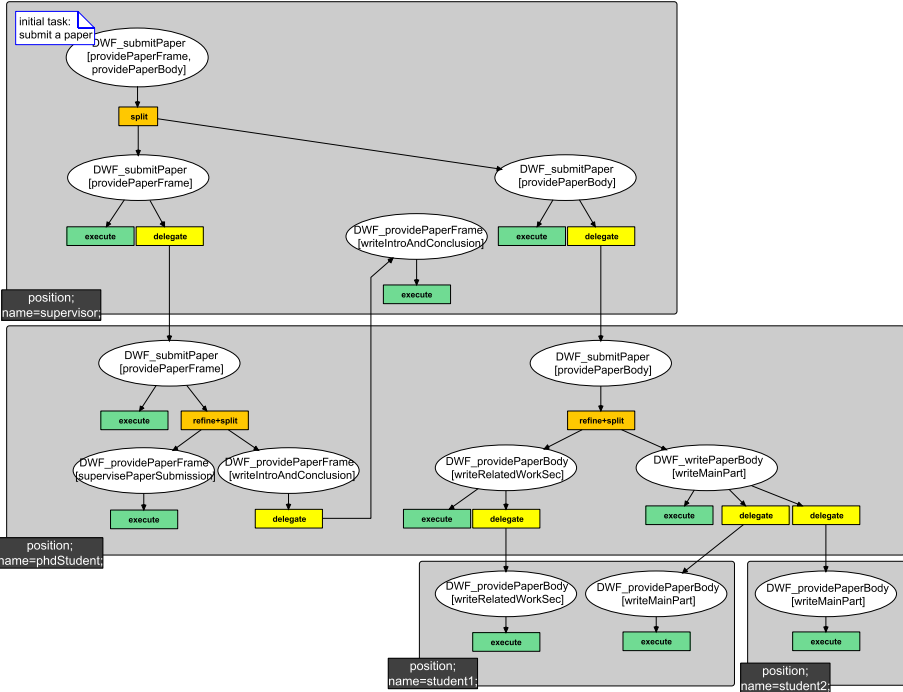 initial task:
submit a paper
DWF_submitPaper
[providePaperFrame,
providePaperBody]
split
DWF_submitPaper
[providePaperFrame]
DWF_submitPaper
[providePaperBody]
execute
delegate
DWF_providePaperFrame
[writeIntroAndConclusion]
execute
delegate
execute
position;
name=supervisor;
DWF_submitPaper
[providePaperFrame]
DWF_submitPaper
[providePaperBody]
execute
refine+split
refine+split
DWF_providePaperFrame
[supervisePaperSubmission]
DWF_providePaperFrame
[writeIntroAndConclusion]
DWF_providePaperBody
[writeRelatedWorkSec]
DWF_writePaperBody
[writeMainPart]
execute
delegate
execute
delegate
execute
delegate
delegate
position;
name=phdStudent;
DWF_providePaperBody
[writeRelatedWorkSec]
DWF_providePaperBody
[writeMainPart]
DWF_providePaperBody
[writeMainPart]
execute
execute
execute
position;
name=student1;
position;
name=student2;